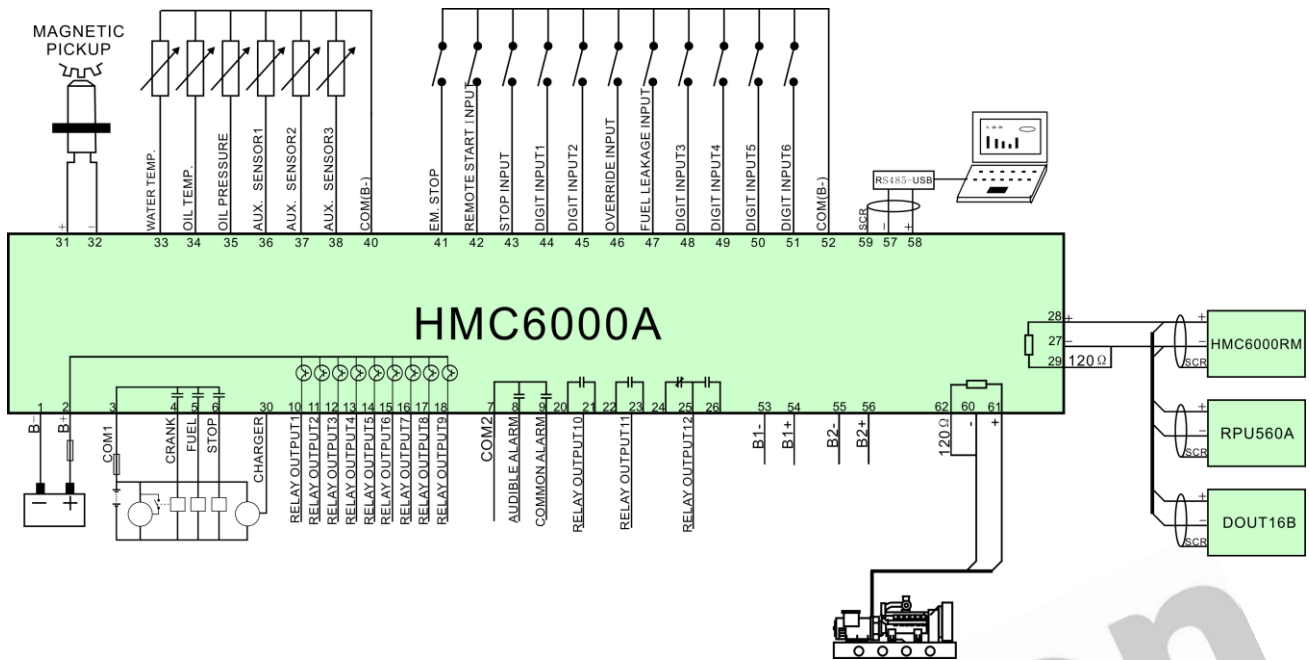 MAGNETIC
PICKUP
+
−
31
32
WATER TEMP.
OIL TEMP.
OIL PRESSURE
AUX. SENSOR1
AUX. SENSOR2
AUX. SENSOR3
COM(B-)
33
34
35
36
37
38
40
EM. STOP
REMOTE START INPUT
STOP INPUT
DIGIT INPUT1
DIGIT INPUT2
OVERRIDE INPUT
FUEL LEAKAGE INPUT
DIGIT INPUT3
DIGIT INPUT4
DIGIT INPUT5
DIGIT INPUT6
COM(B-)
41
42
43
44
45
46
47
48
49
50
51
52
RS485-USB
SCR
−
+
59
57
58
HMC6000A
28
+
27
−
29
120Ω
+
−
SCR
HMC6000RM
+
−
SCR
RPU560A
+
−
SCR
DOUT16B
1
2
3
4
5
6
30
10
11
12
13
14
15
16
17
18
7
8
9
20
21
22
23
24
25
26
53
54
55
56
62
60
61
B-
B+
COM1
CRANK
FUEL
STOP
CHARGER
RELAY OUTPUT1
RELAY OUTPUT2
RELAY OUTPUT3
RELAY OUTPUT4
RELAY OUTPUT5
RELAY OUTPUT6
RELAY OUTPUT7
RELAY OUTPUT8
RELAY OUTPUT9
COM2
AUDIBLE ALARM
COMMON ALARM
RELAY OUTPUT10
RELAY OUTPUT11
RELAY OUTPUT12
B1-
B1+
B2-
B2+
120Ω
-
+
−
+